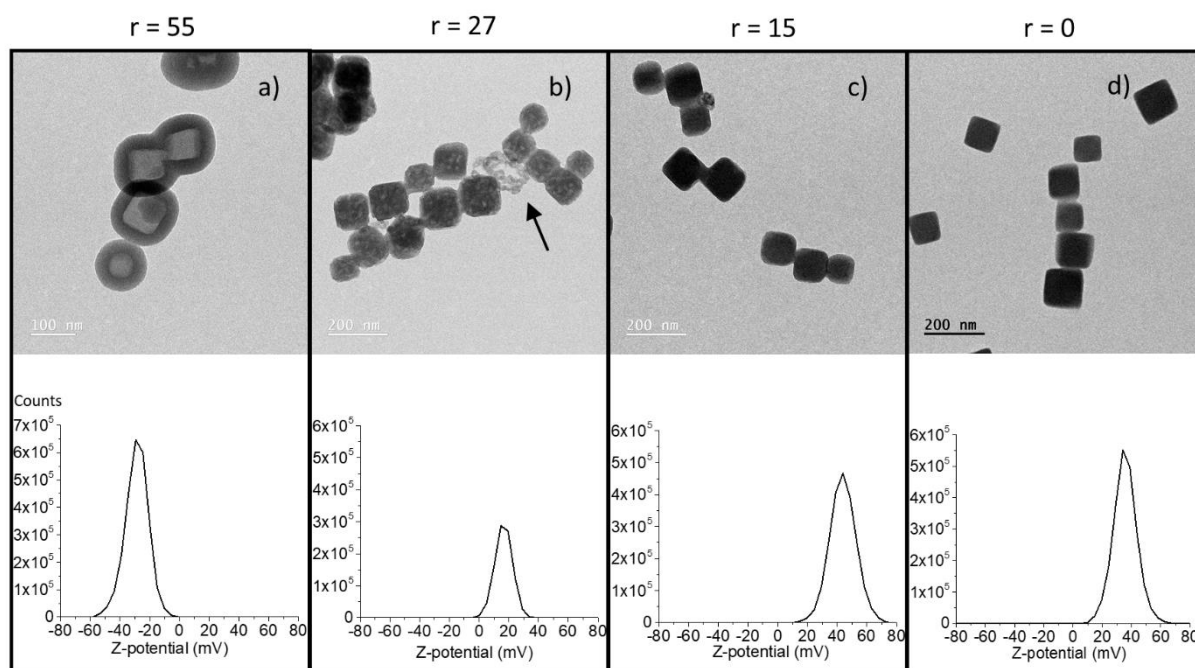 r = 55
r = 27
r = 15
r = 0
a)
b)
c)
d)
100 nm
200 nm
200 nm
200 nm
Counts
7x10⁵
6x10⁵
5x10⁵
4x10⁵
3x10⁵
2x10⁵
1x10⁵
0
-80 -60 -40 -20 0 20 40 60 80
Z-potential (mV)
6x10⁵
5x10⁵
4x10⁵
3x10⁵
2x10⁵
1x10⁵
0
-80 -60 -40 -20 0 20 40 60 80
Z-potential (mV)
6x10⁵
5x10⁵
4x10⁵
3x10⁵
2x10⁵
1x10⁵
0
-80 -60 -40 -20 0 20 40 60 80
Z-potential (mV)
6x10⁵
5x10⁵
4x10⁵
3x10⁵
2x10⁵
1x10⁵
0
-80 -60 -40 -20 0 20 40 60 80
Z-potential (mV)